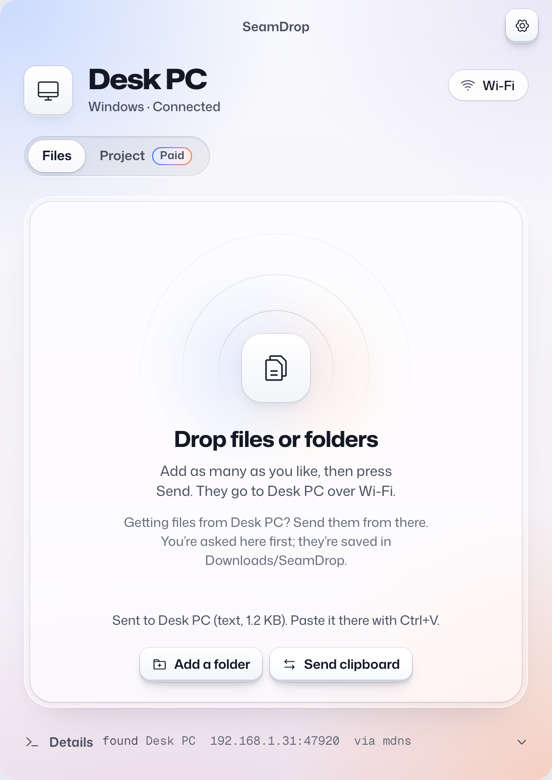 SeamDrop
Desk PC
Windows · Connected
Wi-Fi
Files
Project
Paid
Drop files or folders
Add as many as you like, then press
Send. They go to Desk PC over Wi-Fi.
Getting files from Desk PC? Send them from there.
You're asked here first; they're saved in
Downloads/SeamDrop.
Sent to Desk PC (text, 1.2 KB). Paste it there with Ctrl+V.
Add a folder
Send clipboard
Details found Desk PC 192.168.1.31:47920 via mdns